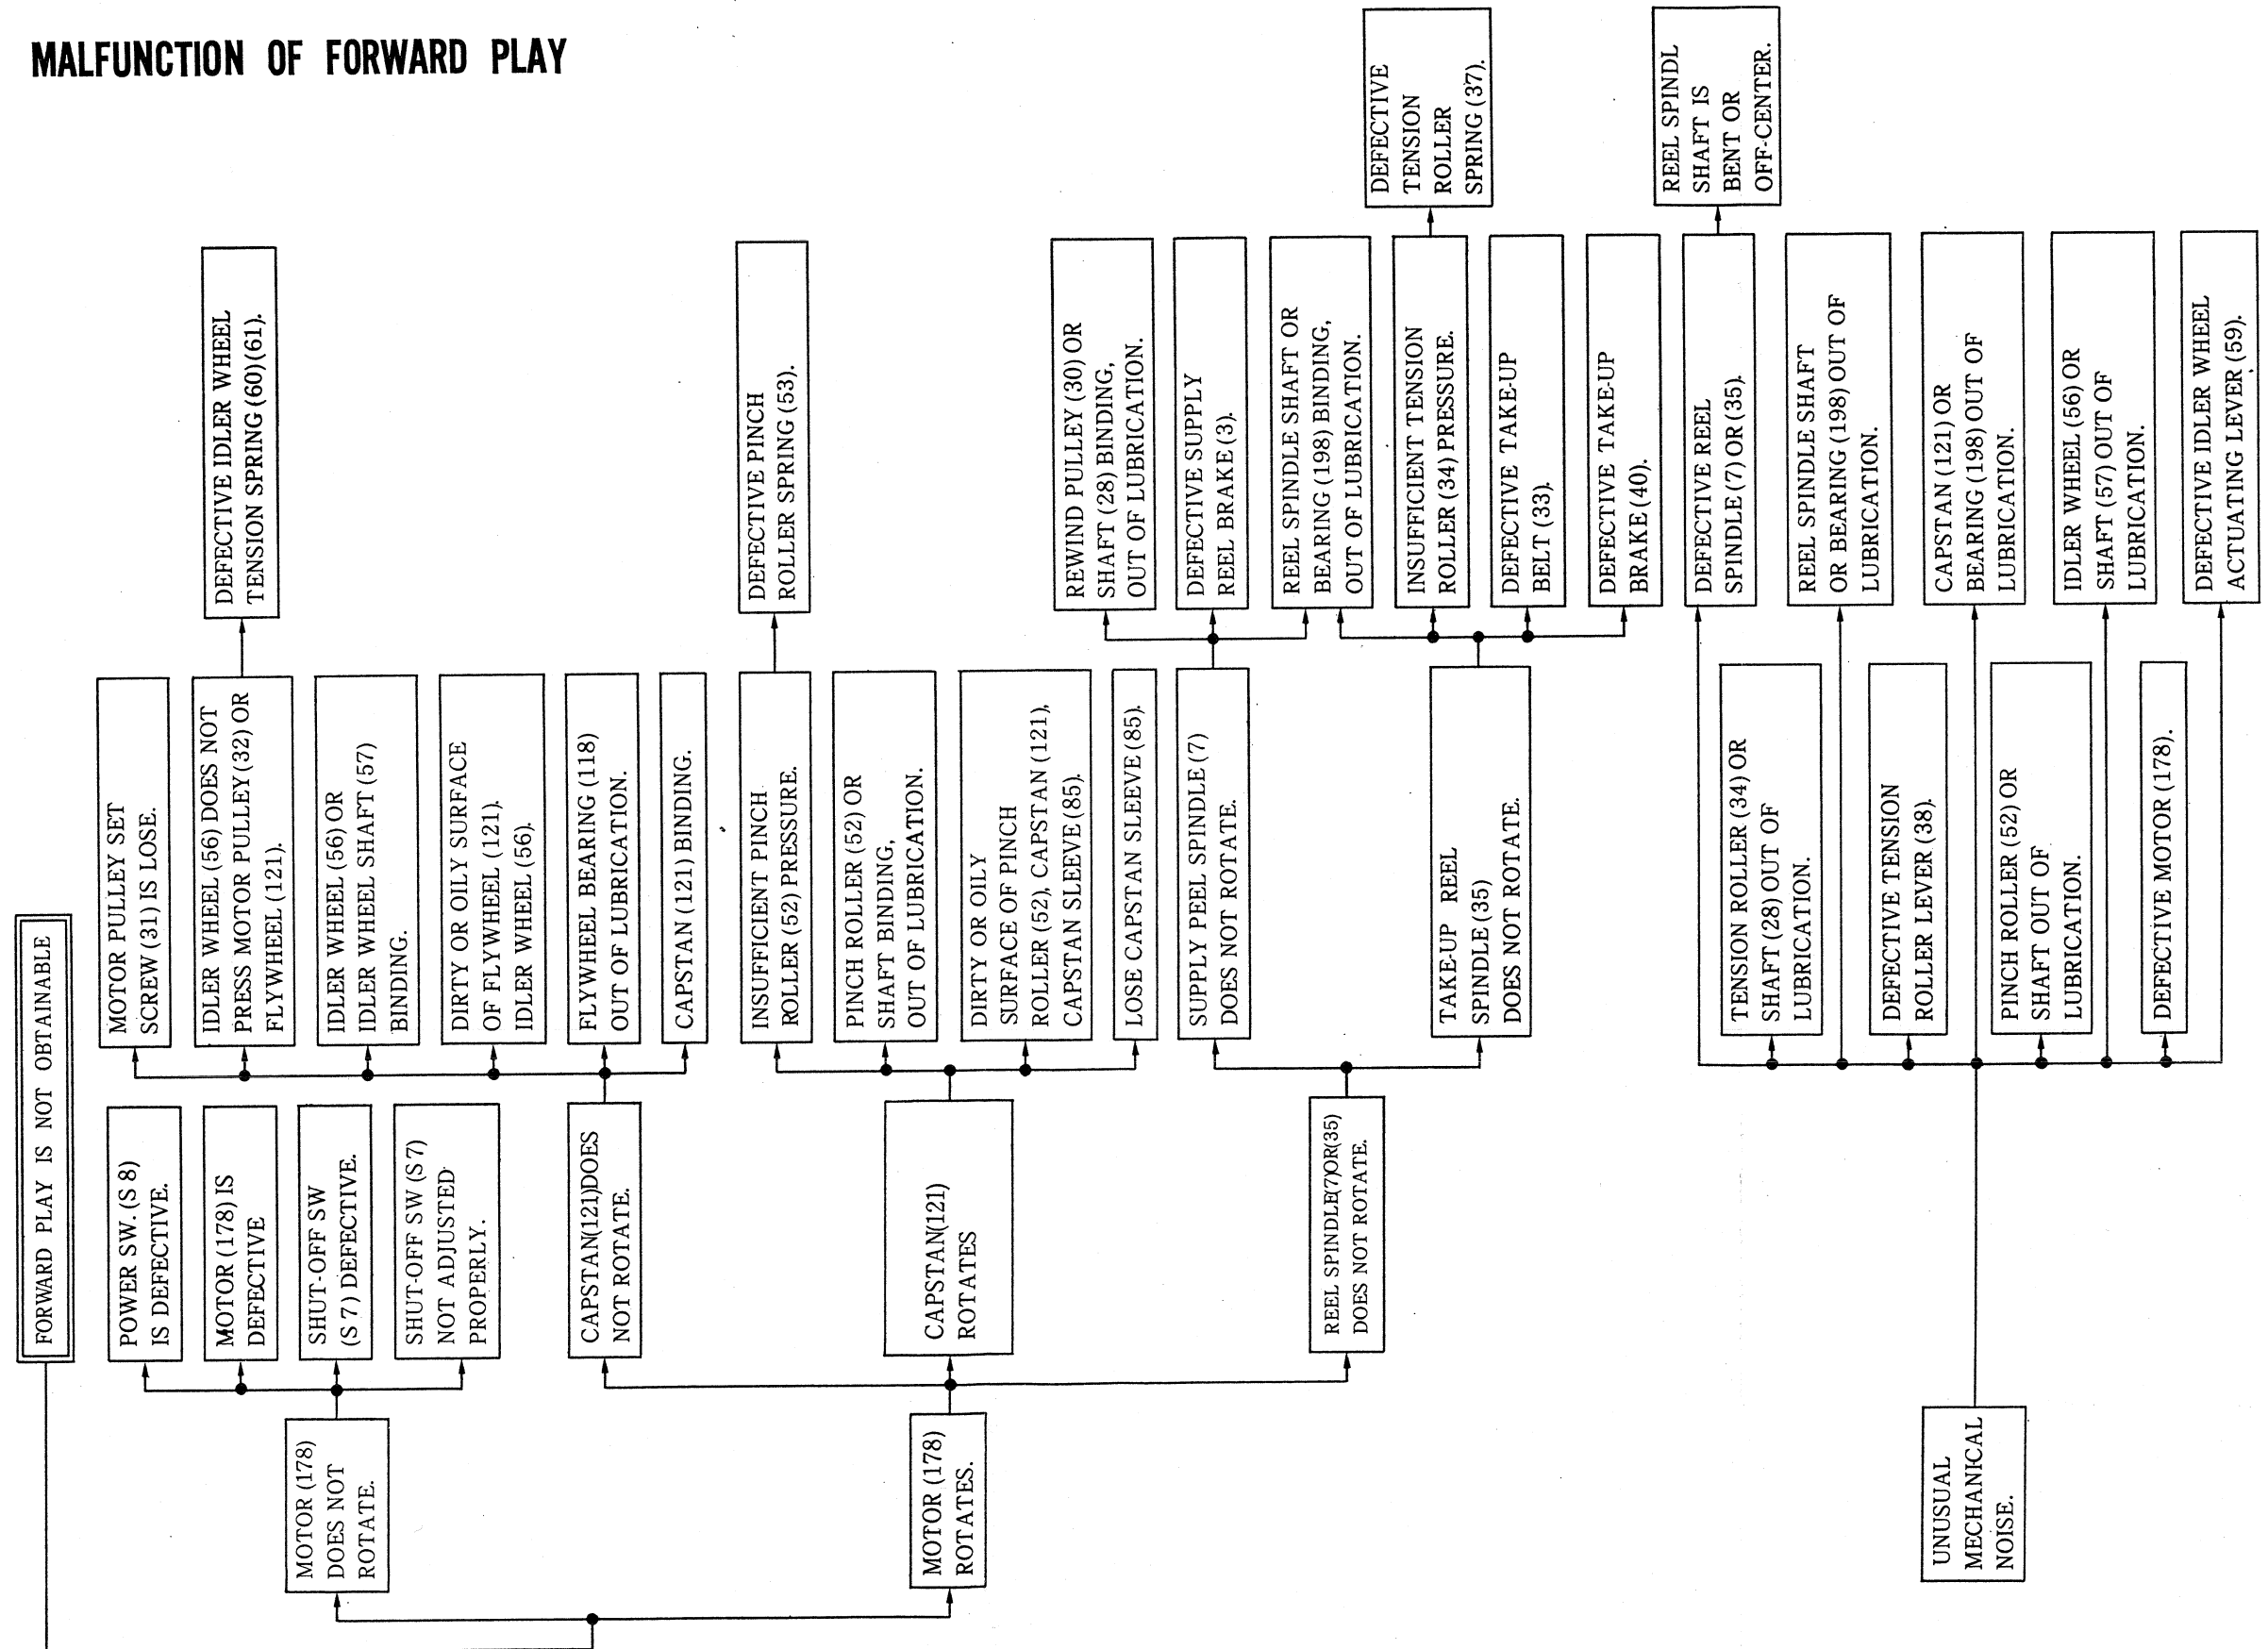 MALFUNCTION OF FORWARD PLAY
FORWARD PLAY IS NOT OBTAINABLE
MOTOR (178)
DOES NOT
ROTATE.
POWER SW. (S 8)
IS DEFECTIVE.
MOTOR (178) IS
DEFECTIVE
SHUT-OFF SW
(S 7) DEFECTIVE.
SHUT-OFF SW (S 7)
NOT ADJUSTED
PROPERLY.
MOTOR (178)
ROTATES.
CAPSTAN(121)DOES
NOT ROTATE.
MOTOR PULLEY SET
SCREW (31) IS LOSE.
IDLER WHEEL (56) DOES NOT
PRESS MOTOR PULLEY (32) OR
FLYWHEEL (121).
DEFECTIVE IDLER WHEEL
TENSION SPRING (60) (61).
IDLER WHEEL (56) OR
IDLER WHEEL SHAFT (57)
BINDING.
DIRTY OR OILY SURFACE
OF FLYWHEEL (121).
IDLER WHEEL (56).
FLYWHEEL BEARING (118)
OUT OF LUBRICATION.
CAPSTAN (121) BINDING.
CAPSTAN(121)
ROTATES
INSUFFICIENT PINCH
ROLLER (52) PRESSURE.
DEFECTIVE PINCH
ROLLER SPRING (53).
PINCH ROLLER (52) OR
SHAFT BINDING,
OUT OF LUBRICATION.
DIRTY OR OILY
SURFACE OF PINCH
ROLLER (52), CAPSTAN (121),
CAPSTAN SLEEVE (85).
LOSE CAPSTAN SLEEVE (85).
REEL SPINDLE(7)OR(35)
DOES NOT ROTATE.
SUPPLY PEEL SPINDLE (7)
DOES NOT ROTATE.
REWIND PULLEY (30) OR
SHAFT (28) BINDING,
OUT OF LUBRICATION.
DEFECTIVE SUPPLY
REEL BRAKE (3).
REEL SPINDLE SHAFT OR
BEARING (198) BINDING,
OUT OF LUBRICATION.
TAKE-UP REEL
SPINDLE (35)
DOES NOT ROTATE.
INSUFFICIENT TENSION
ROLLER (34) PRESSURE.
DEFECTIVE
TENSION
ROLLER
SPRING (37).
DEFECTIVE TAKE-UP
BELT (33).
DEFECTIVE TAKE-UP
BRAKE (40).
UNUSUAL
MECHANICAL
NOISE.
DEFECTIVE REEL
SPINDLE (7) OR (35).
REEL SPINDL
SHAFT IS
BENT OR
OFF-CENTER.
TENSION ROLLER (34) OR
SHAFT (28) OUT OF
LUBRICATION.
REEL SPINDLE SHAFT
OR BEARING (198) OUT OF
LUBRICATION.
DEFECTIVE TENSION
ROLLER LEVER (38).
CAPSTAN (121) OR
BEARING (198) OUT OF
LUBRICATION.
PINCH ROLLER (52) OR
SHAFT OUT OF
LUBRICATION.
IDLER WHEEL (56) OR
SHAFT (57) OUT OF
LUBRICATION.
DEFECTIVE MOTOR (178).
DEFECTIVE IDLER WHEEL
ACTUATING LEVER (59).